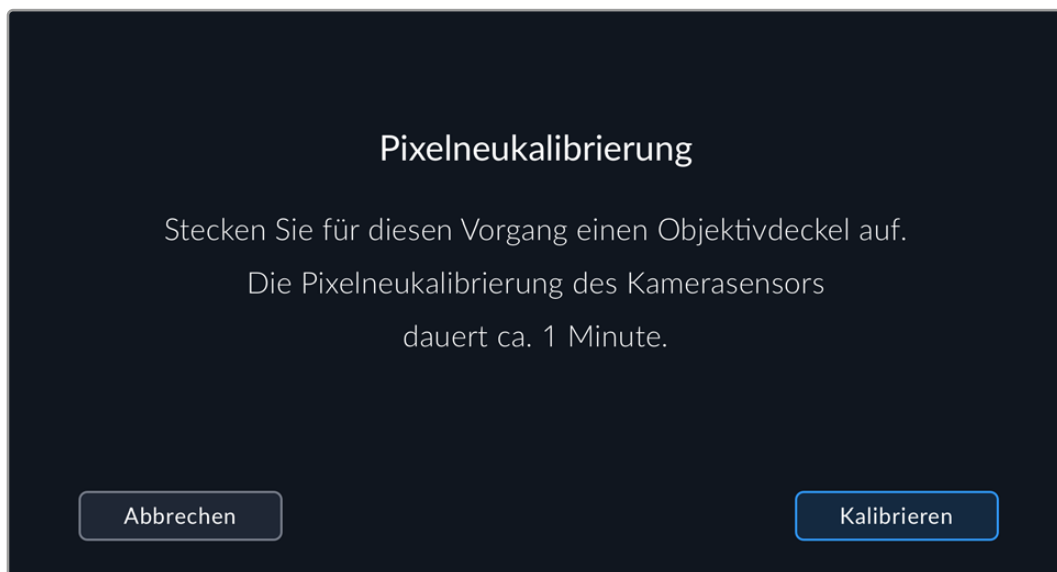 Pixelneukalibrierung
Stecken Sie für diesen Vorgang einen Objektivdeckel auf.
Die Pixelneukalibrierung des Kamerasensors
dauert ca. 1 Minute.
Abbrechen
Kalibrieren